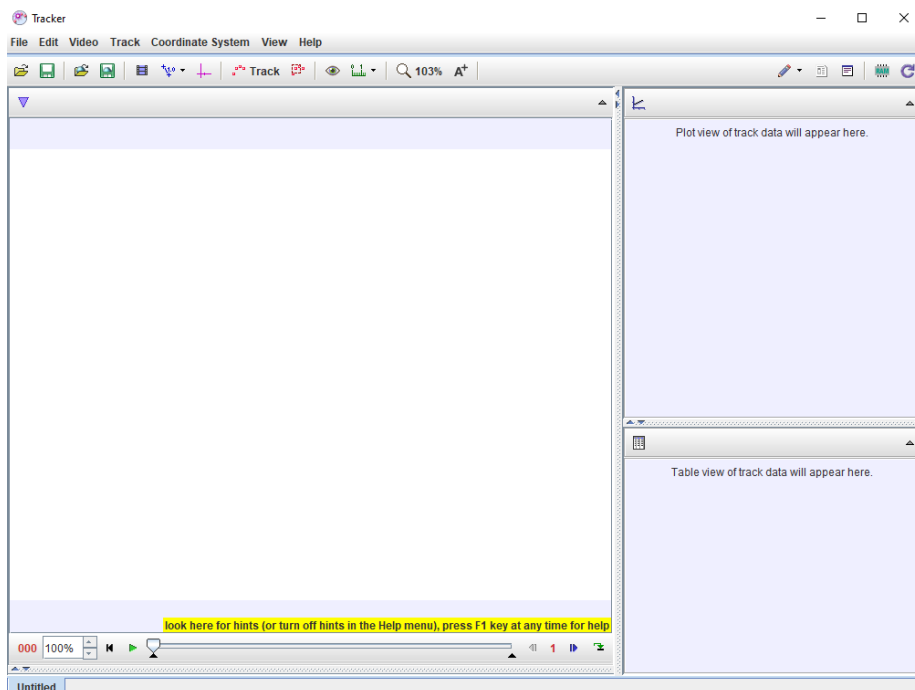 Tracker
File Edit Video Track Coordinate System View Help
Track 103% A+
Plot view of track data will appear here.
Table view of track data will appear here.
look here for hints (or turn off hints in the Help menu), press F1 key at any time for help
000 100% 1
Untitled